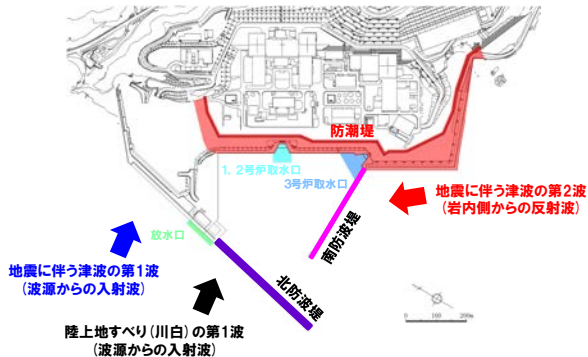 防潮堤
1, 2号炉取水口
3号炉取水口
地震に伴う津波の第2波
(岩内側からの反射波)
南防波堤
放水口
地震に伴う津波の第1波
(波源からの入射波)
北防波堤
陸上地すべり(川白)の第1波
(波源からの入射波)
0 100 200m